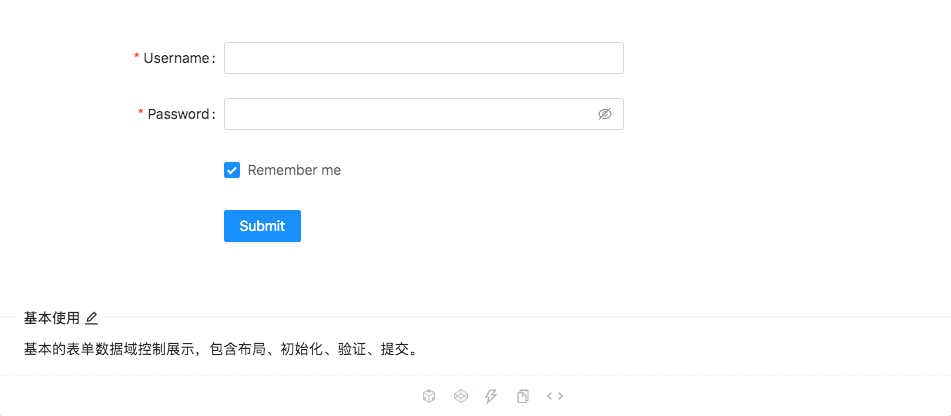 * Username:
* Password:
Remember me
Submit
基本使用
基本的表单数据域控制展示，包含布局、初始化、验证、提交。